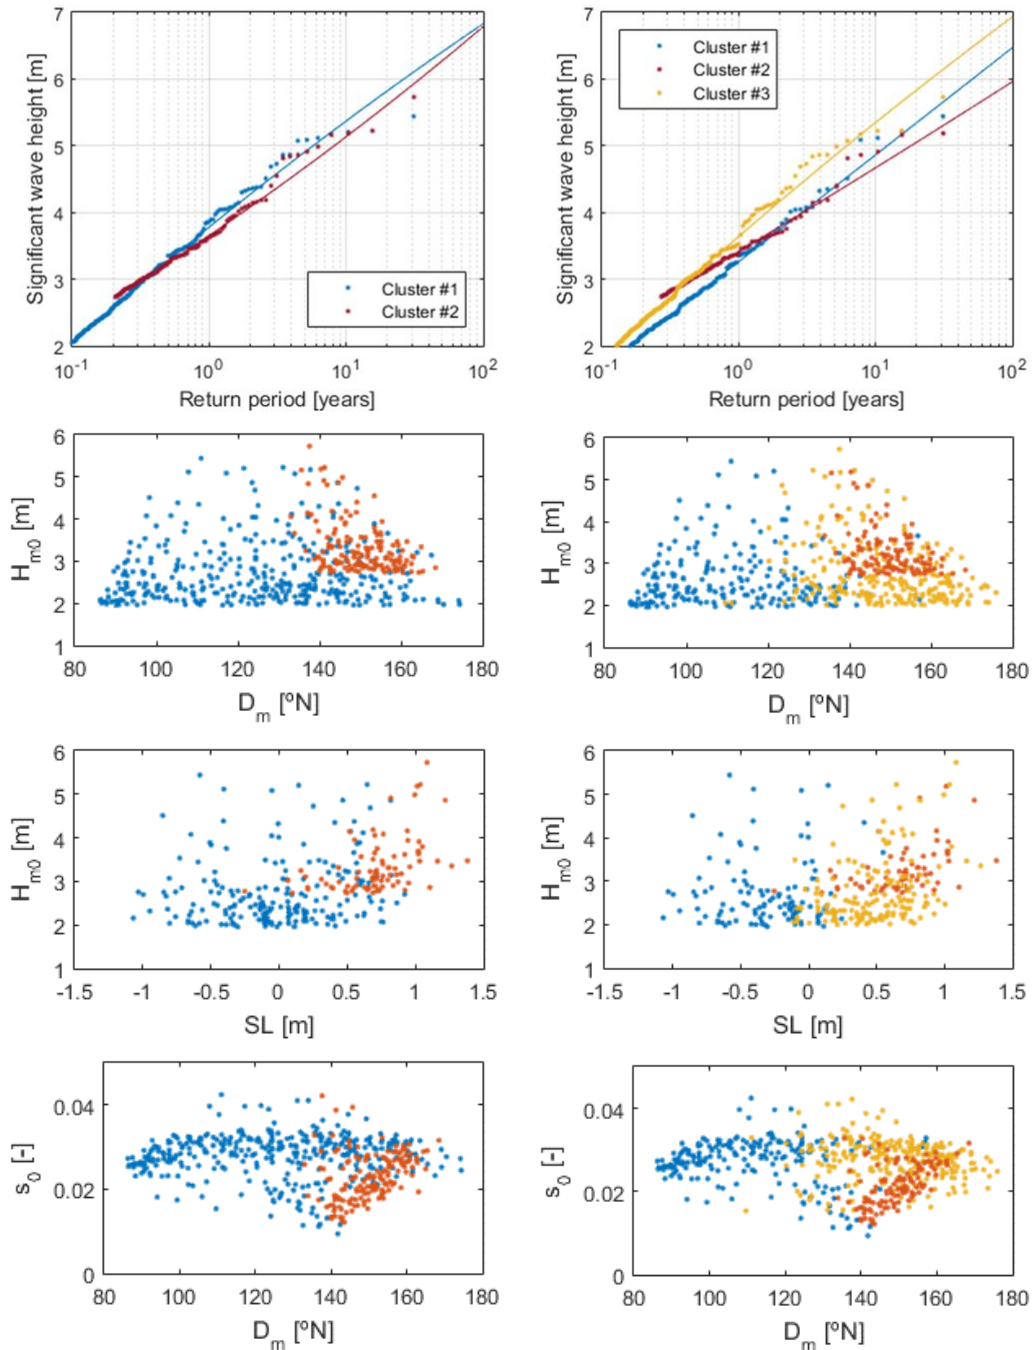 7
6
5
4
3
2
Significant wave height [m]
10-1
100
101
102
Return period [years]
Cluster #1
Cluster #2
7
6
5
4
3
2
Significant wave height [m]
10-1
100
101
102
Return period [years]
Cluster #1
Cluster #2
Cluster #3
6
5
4
3
2
1
Hm0 [m]
80 100 120 140 160 180
Dm [ºN]
6
5
4
3
2
1
Hm0 [m]
80 100 120 140 160 180
Dm [ºN]
6
5
4
3
2
1
Hm0 [m]
-1.5 -1 -0.5 0 0.5 1 1.5
SL [m]
6
5
4
3
2
1
Hm0 [m]
-1.5 -1 -0.5 0 0.5 1 1.5
SL [m]
0.04
0.02
0
s0 [-]
80 100 120 140 160 180
Dm [ºN]
0.04
0.02
0
s0 [-]
80 100 120 140 160 180
Dm [ºN]